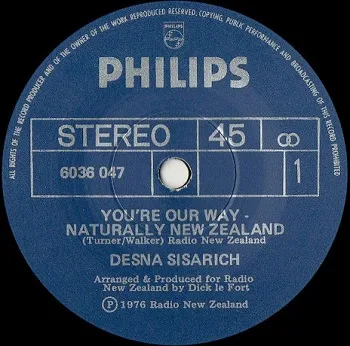 ALL RIGHTS OF THE RECORD PRODUCER AND OF THE OWNER OF THE WORK REPRODUCED RESERVED. COPYING, PUBLIC PERFORMANCE AND BROADCASTING OF THIS RECORD PROHIBITED
PHILIPS
PHILIPS
STEREO 45
6036 047 1
YOU'RE OUR WAY -
NATURALLY NEW ZEALAND
(Turner/Walker) Radio New Zealand
DESNA SISARICH
Arranged & Produced for Radio
New Zealand by Dick le Fort
Ⓟ 1976 Radio New Zealand